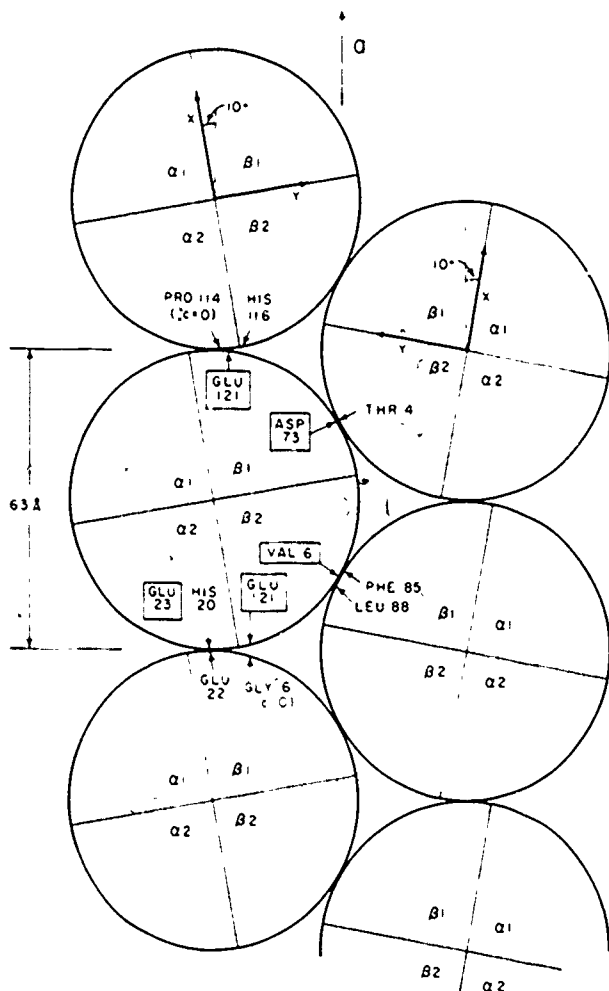 a
10°
X
α1 β1
Y
α2 β2
10°
X
PRO 114 HIS
116
β1 α1
Y
β2 α2
GLU
121
ASP
73
THR 4
63 Å
α1 β1
α2 β2
VAL 6
PHE 85
LEU 88
GLU
23
HIS
20
GLU
121
β1 α1
GLU
22
β2 α2
α1 β1
α2 β2
β1 α1
β2 α2